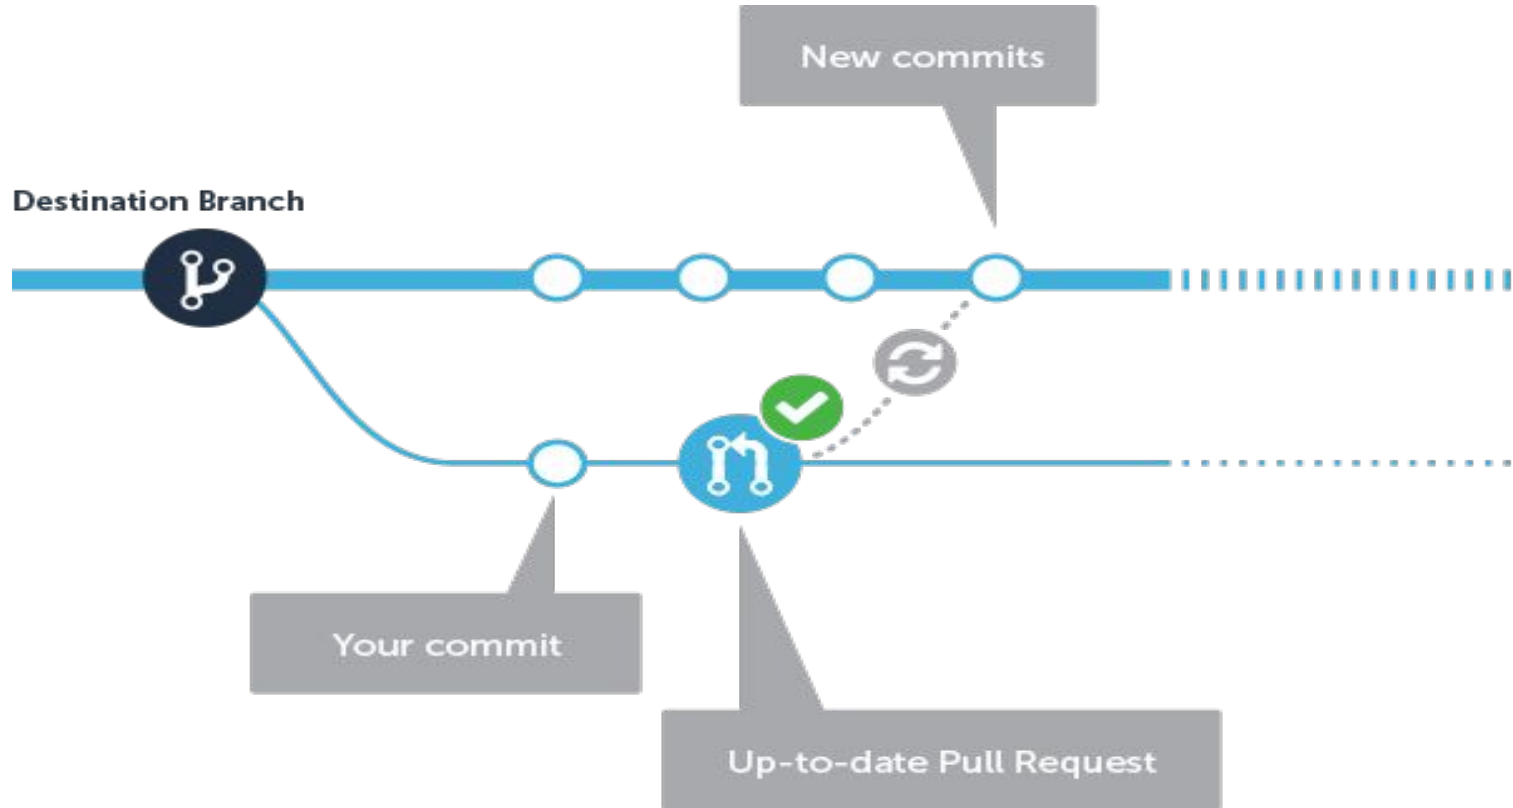 New commits
Destination Branch
Your commit
Up-to-date Pull Request